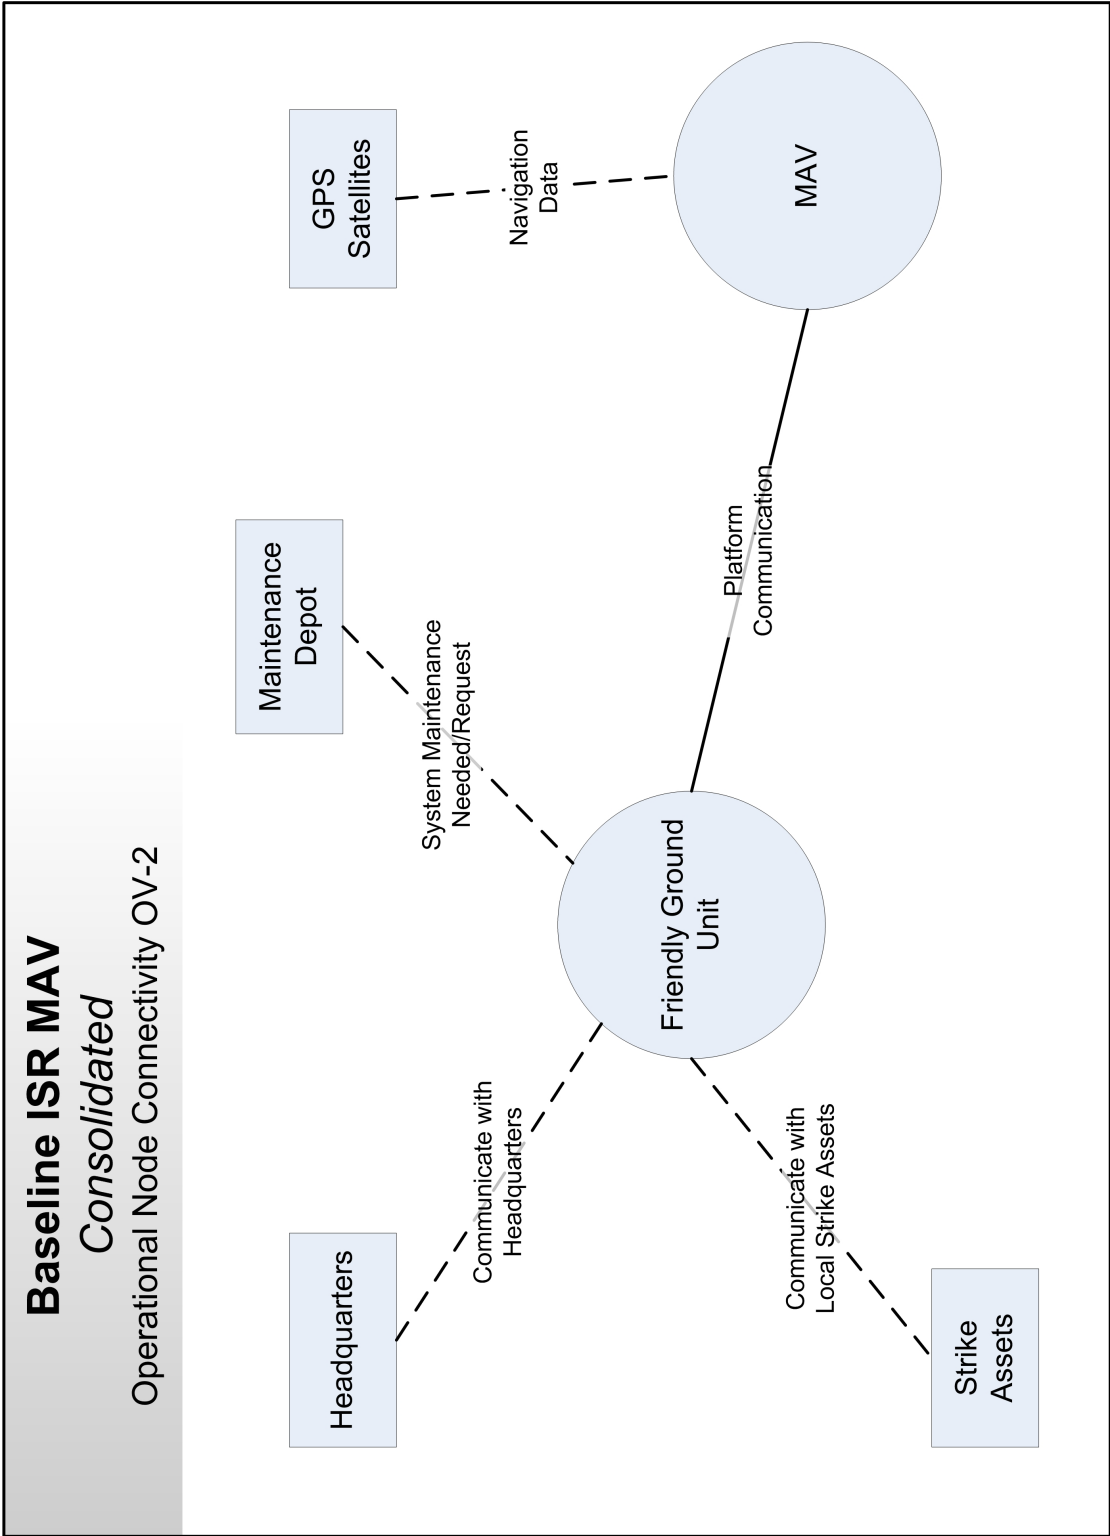 Baseline ISR MAV
Consolidated
Operational Node Connectivity OV-2
Headquarters
Maintenance
Depot
GPS
Satellites
Communicate with
Headquarters
System Maintenance
Needed/Request
Navigation
Data
Friendly Ground
Unit
Platform
Communication
MAV
Communicate with
Local Strike Assets
Strike
Assets